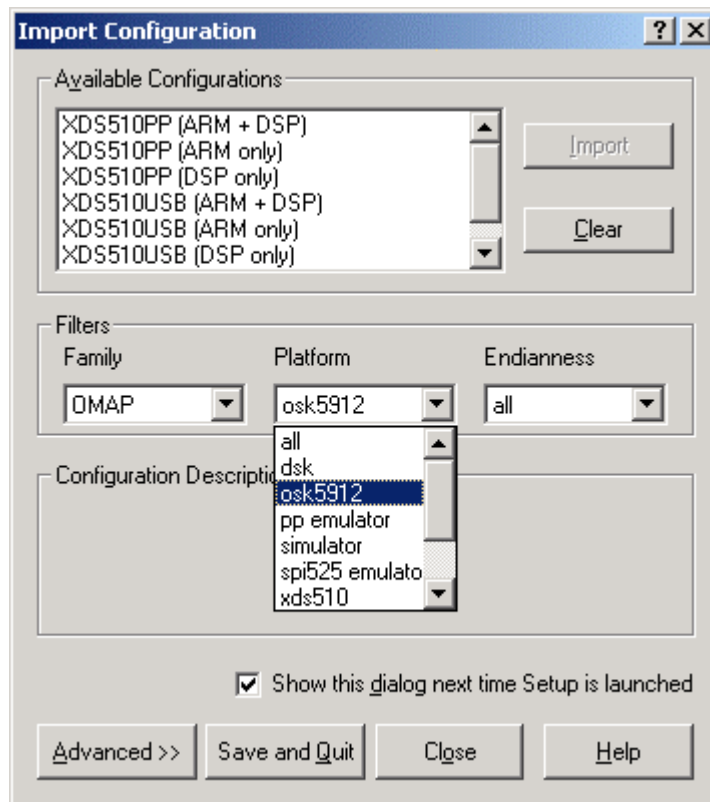 Import Configuration
Available Configurations
XDS510PP (ARM + DSP)
XDS510PP (ARM only)
XDS510PP (DSP only)
XDS510USB (ARM + DSP)
XDS510USB (ARM only)
XDS510USB (DSP only)
Import
Clear
Filters
Family
Platform
Endianness
OMAP
osk5912
all
all
dsk
osk5912
pp emulator
simulator
spi525 emulato
xds510
Configuration Descriptio
Show this dialog next time Setup is launched
Advanced >>
Save and Quit
Close
Help